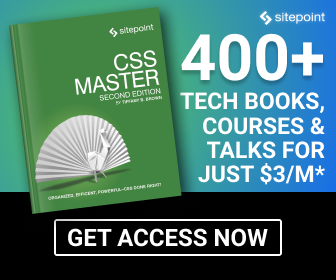 sitepoint
CSS
MASTER
SECOND EDITION
BY TIFFANY B. BROWN
ORGANIZED, EFFICIENT, POWERFUL–CSS DONE RIGHT!
sitepoint
400+
TECH BOOKS,
COURSES &
TALKS FOR
JUST $3/M*
GET ACCESS NOW